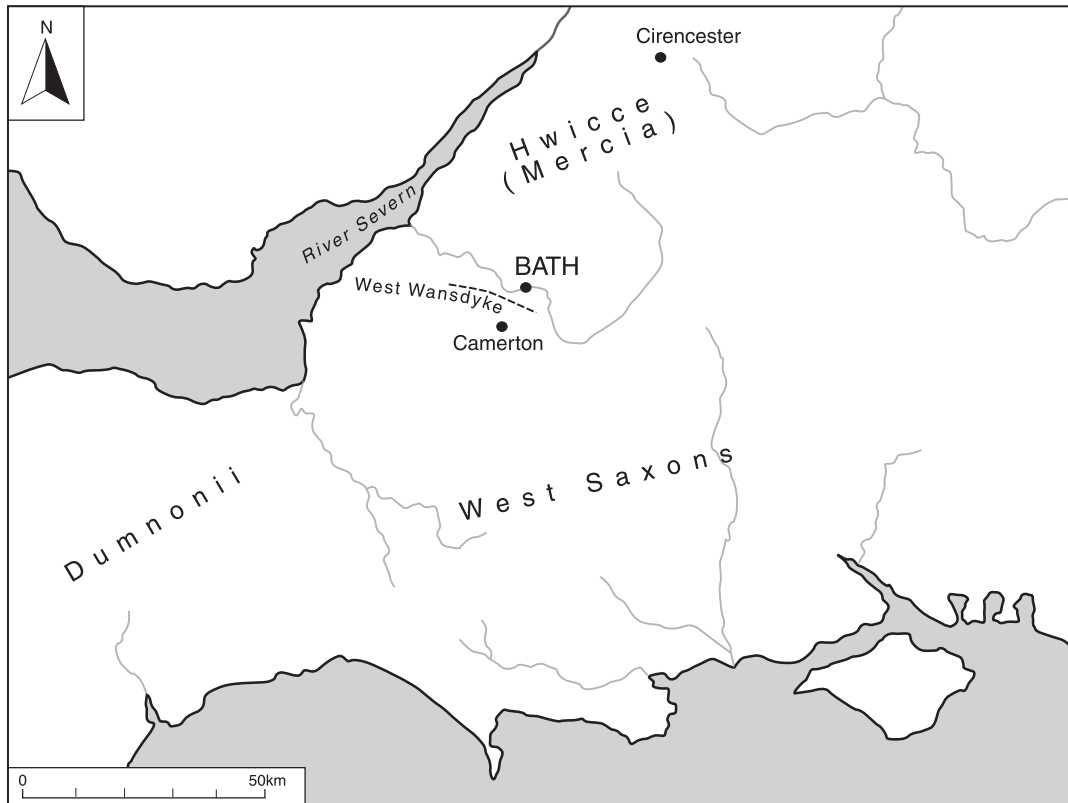 N
Cirencester
Hwicce
(Mercia)
River Severn
BATH
West Wansdyke
Camerton
West Saxons
Dumnonii
0 50km